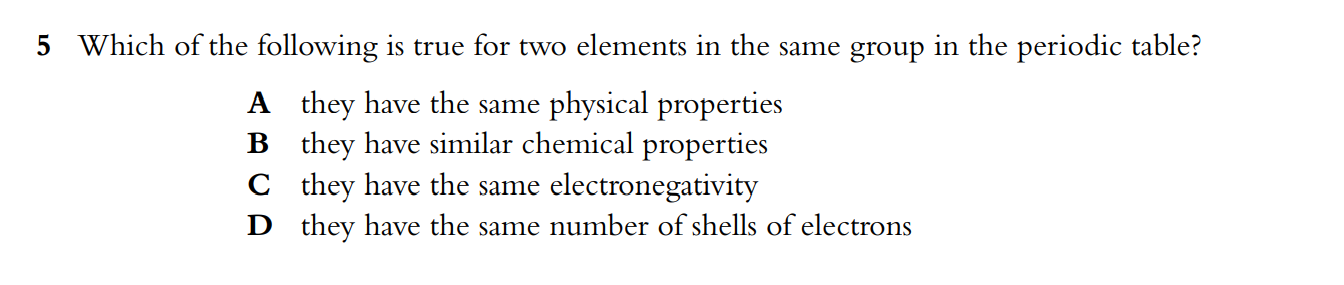 5 Which of the following is true for two elements in the same group in the periodic table?
A they have the same physical properties
B they have similar chemical properties
C they have the same electronegativity
D they have the same number of shells of electrons